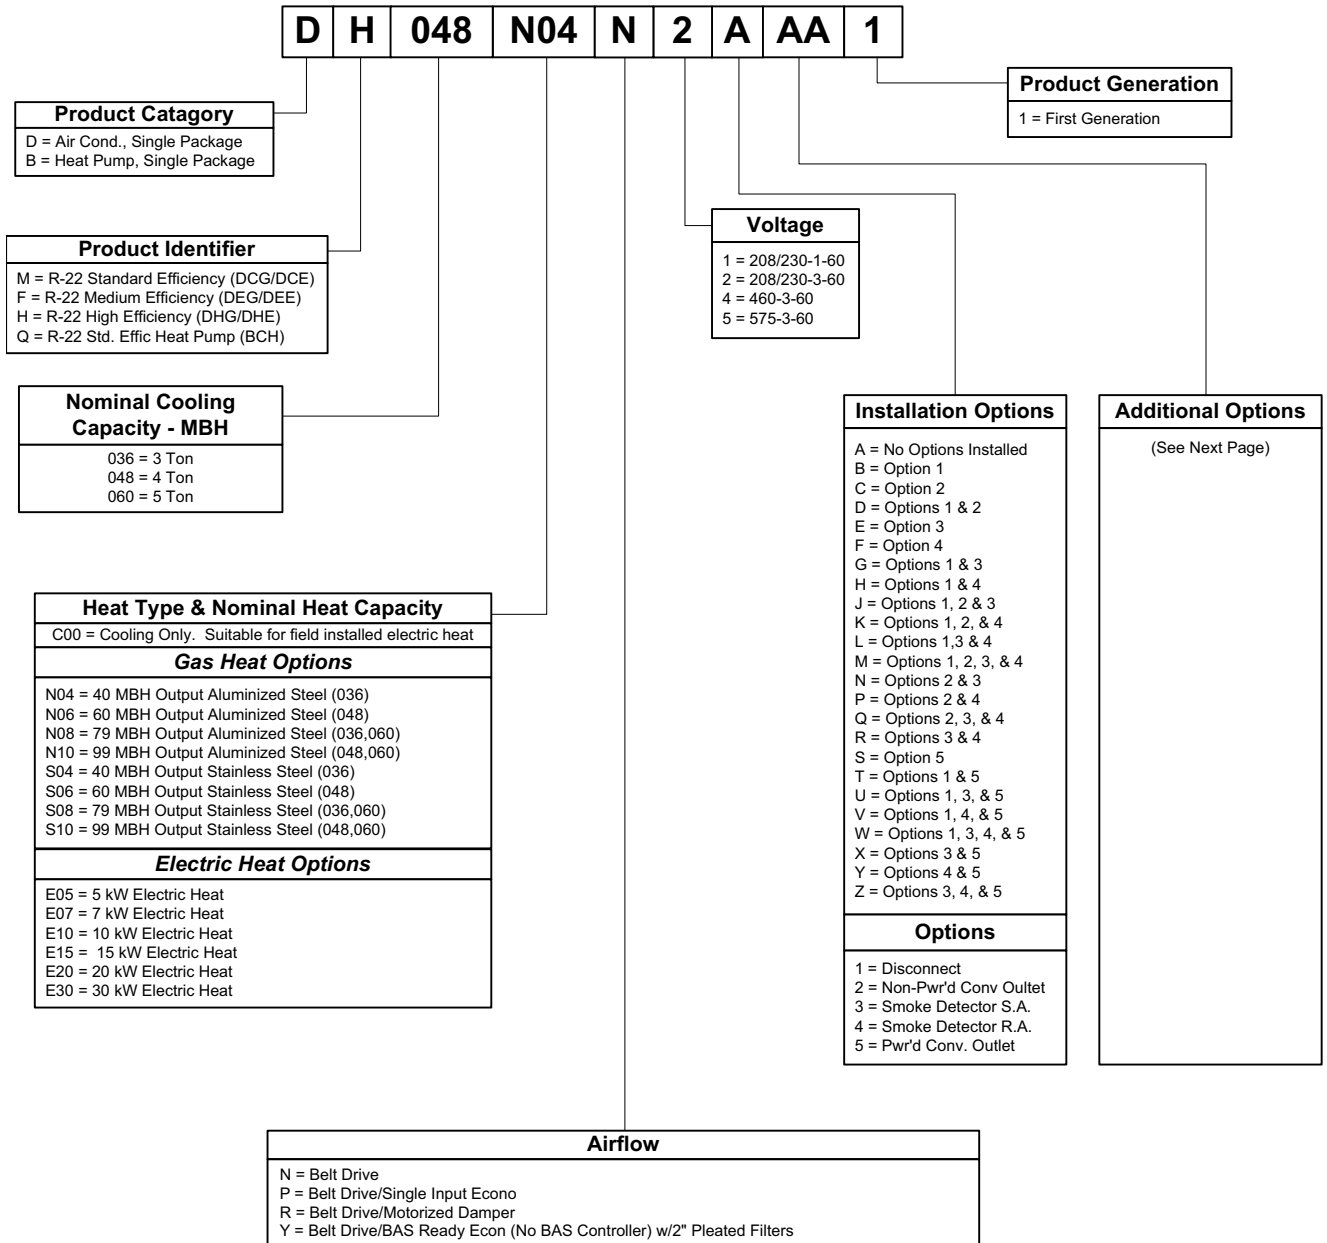 D H 048 N04 N 2 A AA 1
Product Generation
1 = First Generation
Product Catagory
D = Air Cond., Single Package
B = Heat Pump, Single Package
Voltage
1 = 208/230-1-60
2 = 208/230-3-60
4 = 460-3-60
5 = 575-3-60
Product Identifier
M = R-22 Standard Efficiency (DCG/DCE)
F = R-22 Medium Efficiency (DEG/DEE)
H = R-22 High Efficiency (DHG/DHE)
Q = R-22 Std. Effic Heat Pump (BCH)
Nominal Cooling
Capacity - MBH
036 = 3 Ton
048 = 4 Ton
060 = 5 Ton
Installation Options
A = No Options Installed
B = Option 1
C = Option 2
D = Options 1 & 2
E = Option 3
F = Option 4
G = Options 1 & 3
H = Options 1 & 4
J = Options 1, 2 & 3
K = Options 1, 2, & 4
L = Options 1,3 & 4
M = Options 1, 2, 3, & 4
N = Options 2 & 3
P = Options 2 & 4
Q = Options 2, 3, & 4
R = Options 3 & 4
S = Option 5
T = Options 1 & 5
U = Options 1, 3, & 5
V = Options 1, 4, & 5
W = Options 1, 3, 4, & 5
X = Options 3 & 5
Y = Options 4 & 5
Z = Options 3, 4, & 5
Options
1 = Disconnect
2 = Non-Pwr'd Conv Oultet
3 = Smoke Detector S.A.
4 = Smoke Detector R.A.
5 = Pwr'd Conv. Outlet
Additional Options
(See Next Page)
Heat Type & Nominal Heat Capacity
C00 = Cooling Only. Suitable for field installed electric heat
Gas Heat Options
N04 = 40 MBH Output Aluminized Steel (036)
N06 = 60 MBH Output Aluminized Steel (048)
N08 = 79 MBH Output Aluminized Steel (036,060)
N10 = 99 MBH Output Aluminized Steel (048,060)
S04 = 40 MBH Output Stainless Steel (036)
S06 = 60 MBH Output Stainless Steel (048)
S08 = 79 MBH Output Stainless Steel (036,060)
S10 = 99 MBH Output Stainless Steel (048,060)
Electric Heat Options
E05 = 5 kW Electric Heat
E07 = 7 kW Electric Heat
E10 = 10 kW Electric Heat
E15 = 15 kW Electric Heat
E20 = 20 kW Electric Heat
E30 = 30 kW Electric Heat
Airflow
N = Belt Drive
P = Belt Drive/Single Input Econo
R = Belt Drive/Motorized Damper
Y = Belt Drive/BAS Ready Econ (No BAS Controller) w/2" Pleated Filters